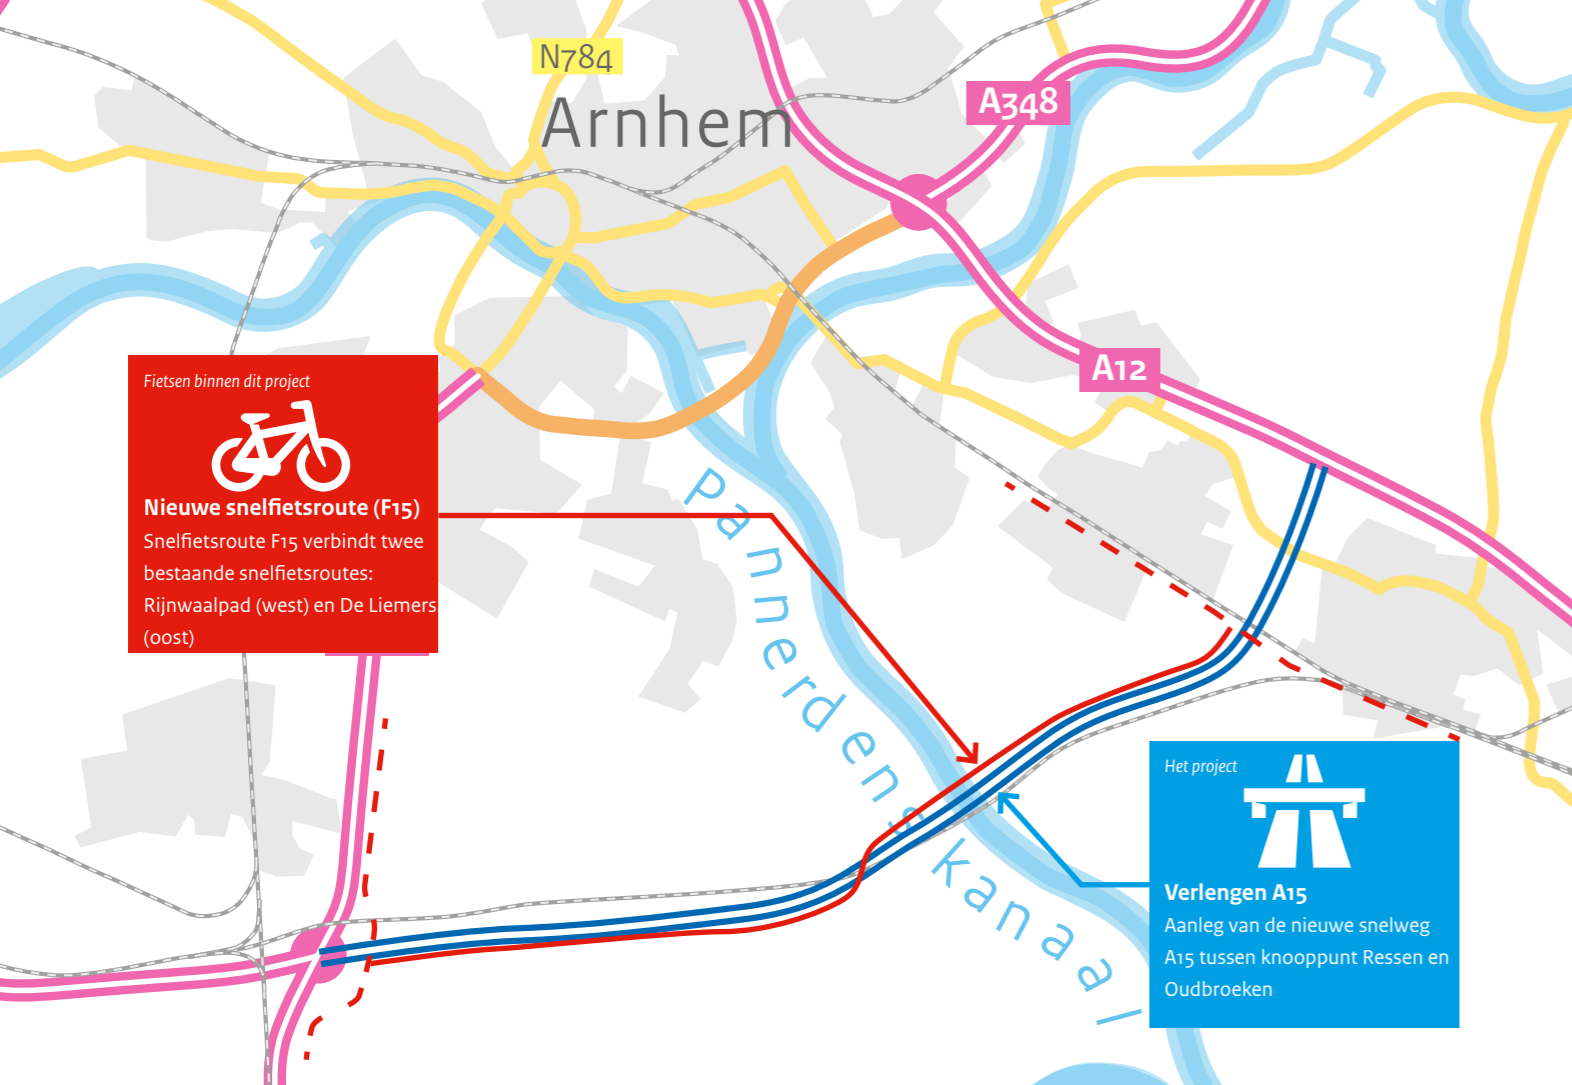 N784
Arnhem
A348
A12
Fietsen binnen dit project
Nieuwe snelfietsroute (F15)
Snelfietsroute F15 verbindt twee
bestaande snelfietsroutes:
Rijnwaalpad (west) en De Liemers
(oost)
Pannerdens kanaal
Het project
Verlengen A15
Aanleg van de nieuwe snelweg
A15 tussen knooppunt Ressen en
Oudbroeken